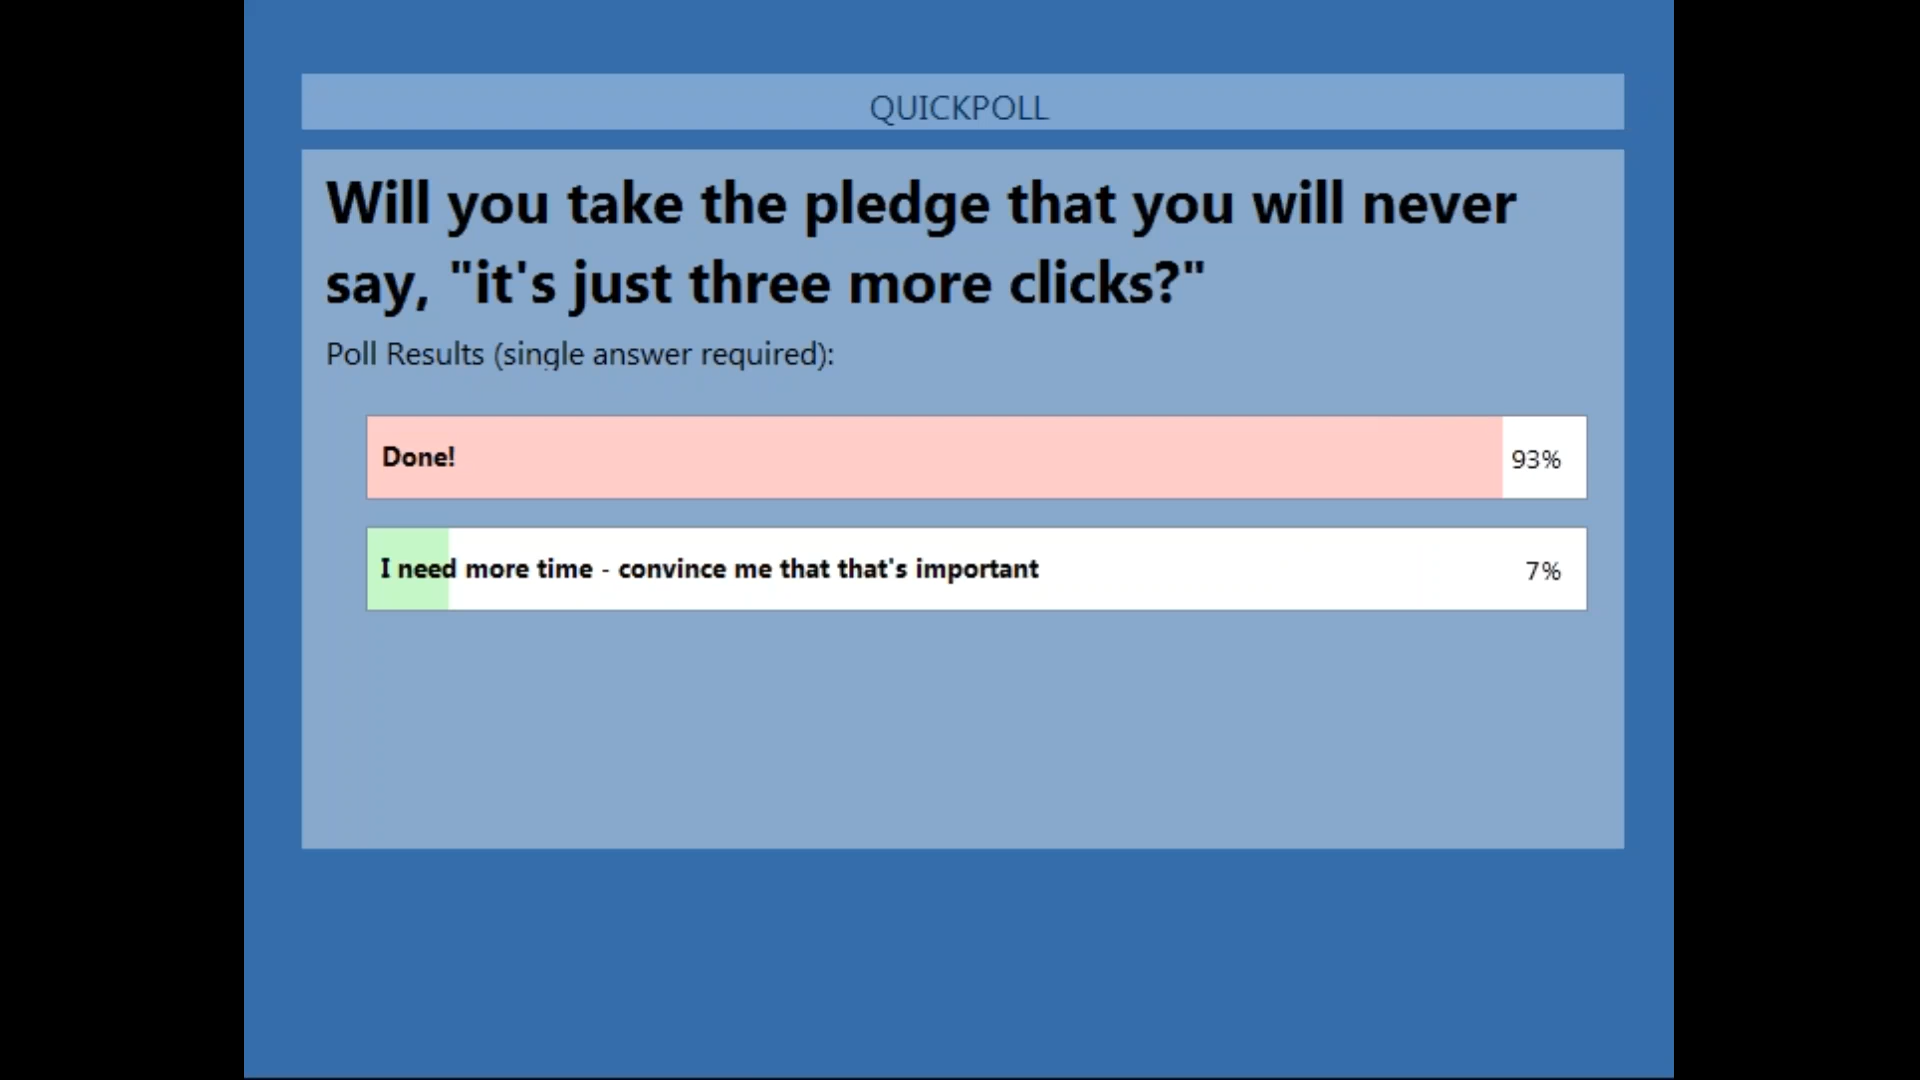 QUICKPOLL
Will you take the pledge that you will never
say, "it's just three more clicks?"
Poll Results (single answer required):
Done!
93%
I need more time - convince me that that's important
7%